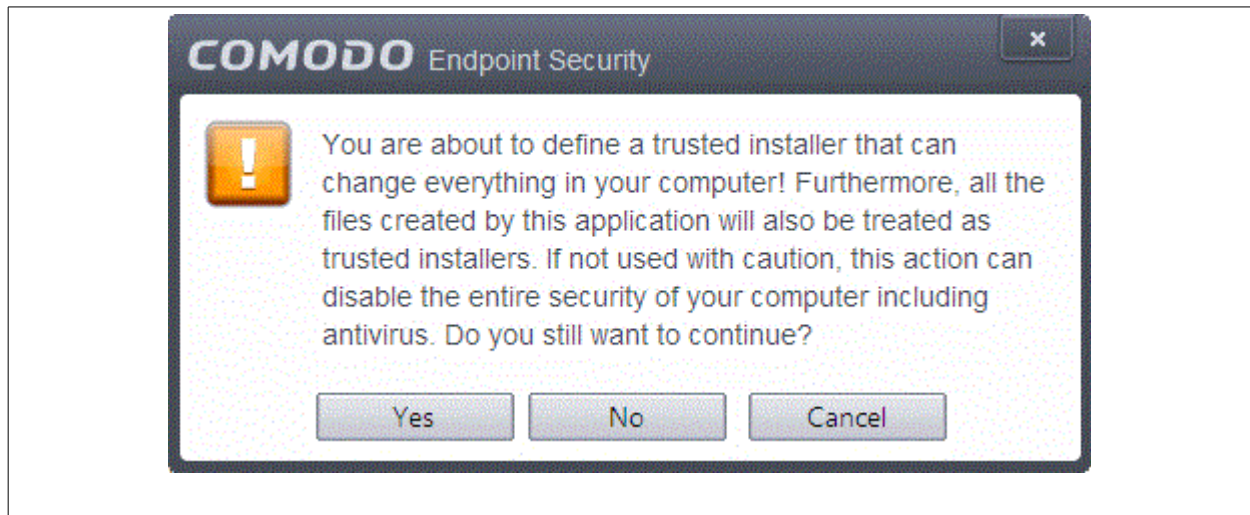 COMODO Endpoint Security
x
You are about to define a trusted installer that can
change everything in your computer! Furthermore, all the
files created by this application will also be treated as
trusted installers. If not used with caution, this action can
disable the entire security of your computer including
antivirus. Do you still want to continue?
Yes No Cancel